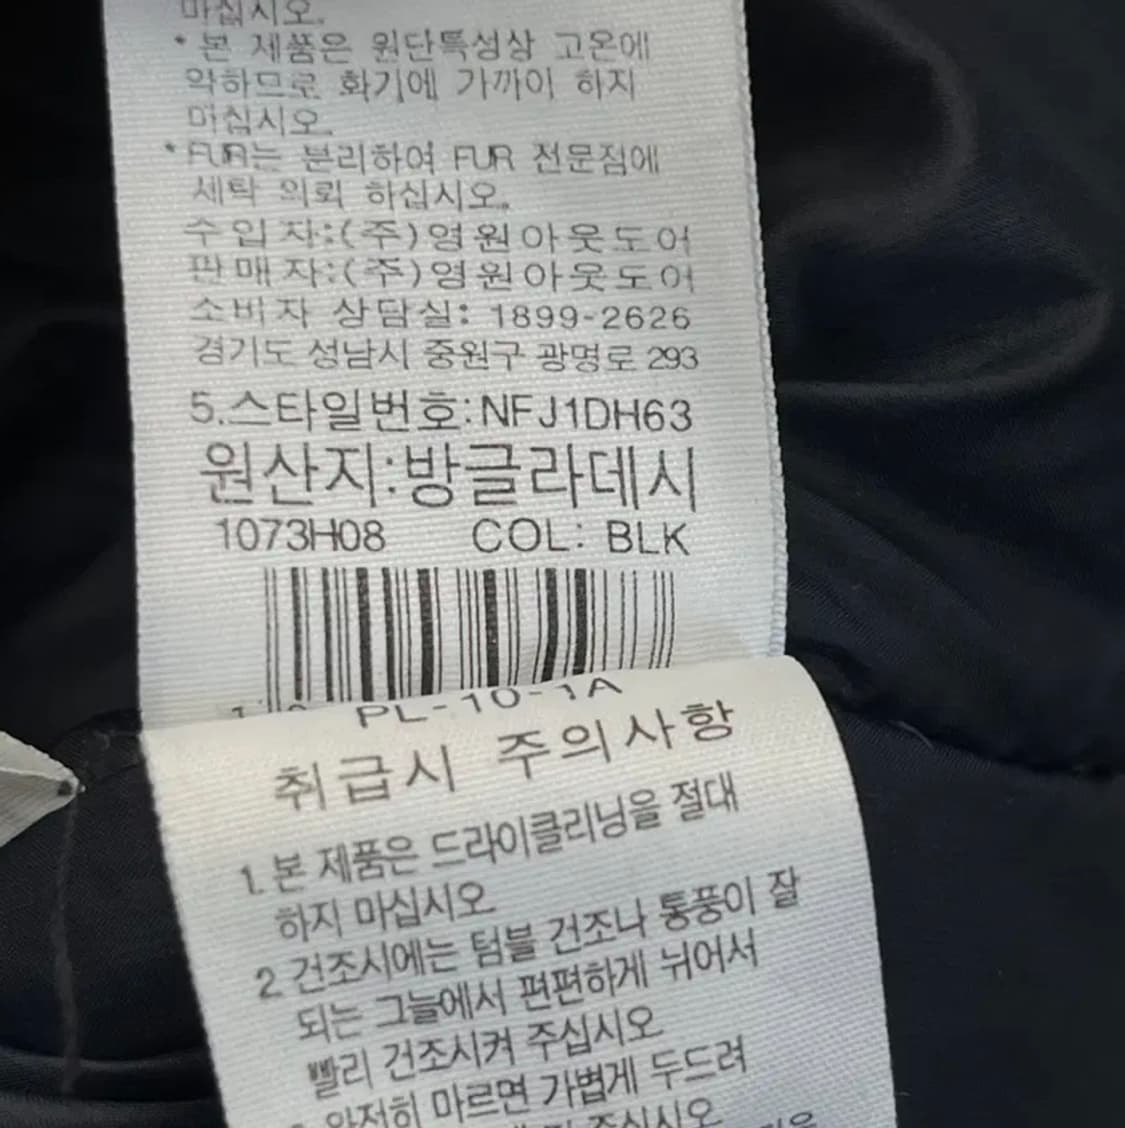 마십시오.
* 본 제품은 원단특성상 고온에
약하므로 화기에 가까이 하지
마십시오.
* FUR는 분리하여 FUR 전문점에
세탁 의뢰 하십시오.
수입자:(주)영원아웃도어
판매자:(주)영원아웃도어
소비자 상담실: 1899-2626
경기도 성남시 중원구 광명로 293
5.스타일번호:NFJ1DH63
원산지:방글라데시
1073H08 COL: BLK
PL-10-1A
취급시 주의사항
1. 본 제품은 드라이클리닝을 절대
하지 마십시오
2. 건조시에는 텀블 건조나 통풍이 잘
되는 그늘에서 편편하게 뉘어서
빨리 건조시켜 주십시오
완전히 마르면 가볍게 두드려
주십시오